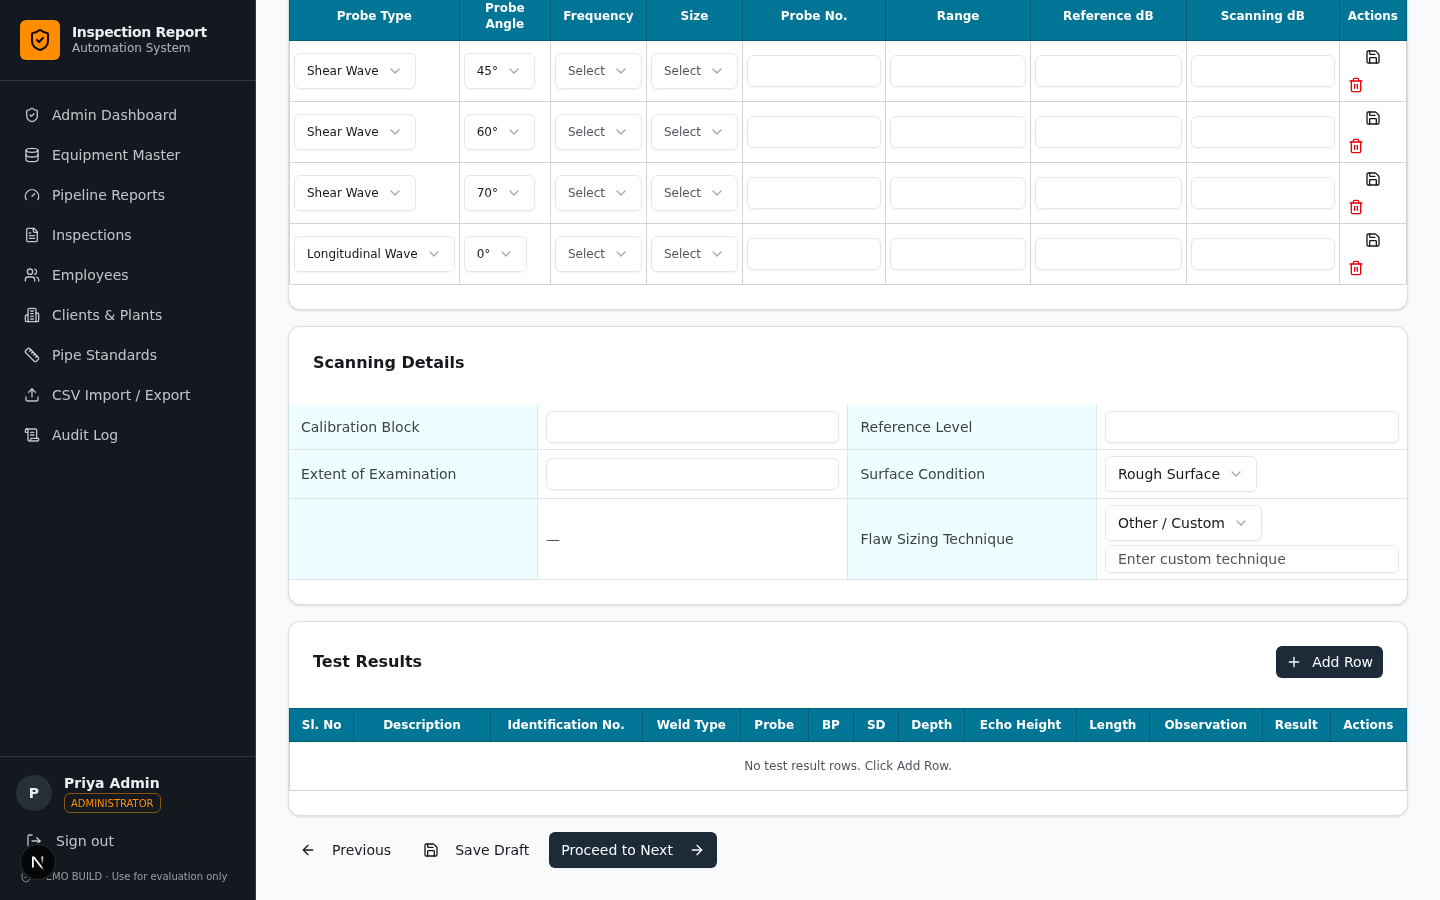 Inspection Report
Automation System
Admin Dashboard
Equipment Master
Pipeline Reports
Inspections
Employees
Clients & Plants
Pipe Standards
CSV Import / Export
Audit Log
P
Priya Admin
ADMINISTRATOR
Sign out
N
EMO BUILD · Use for evaluation only
Probe Type Probe Angle Frequency Size Probe No. Range Reference dB Scanning dB Actions
Shear Wave 45° Select Select
Shear Wave 60° Select Select
Shear Wave 70° Select Select
Longitudinal Wave 0° Select Select
Scanning Details
Calibration Block Reference Level
Extent of Examination Surface Condition Rough Surface
— Flaw Sizing Technique Other / Custom
Enter custom technique
Test Results Add Row
Sl. No Description Identification No. Weld Type Probe BP SD Depth Echo Height Length Observation Result Actions
No test result rows. Click Add Row.
Previous Save Draft Proceed to Next